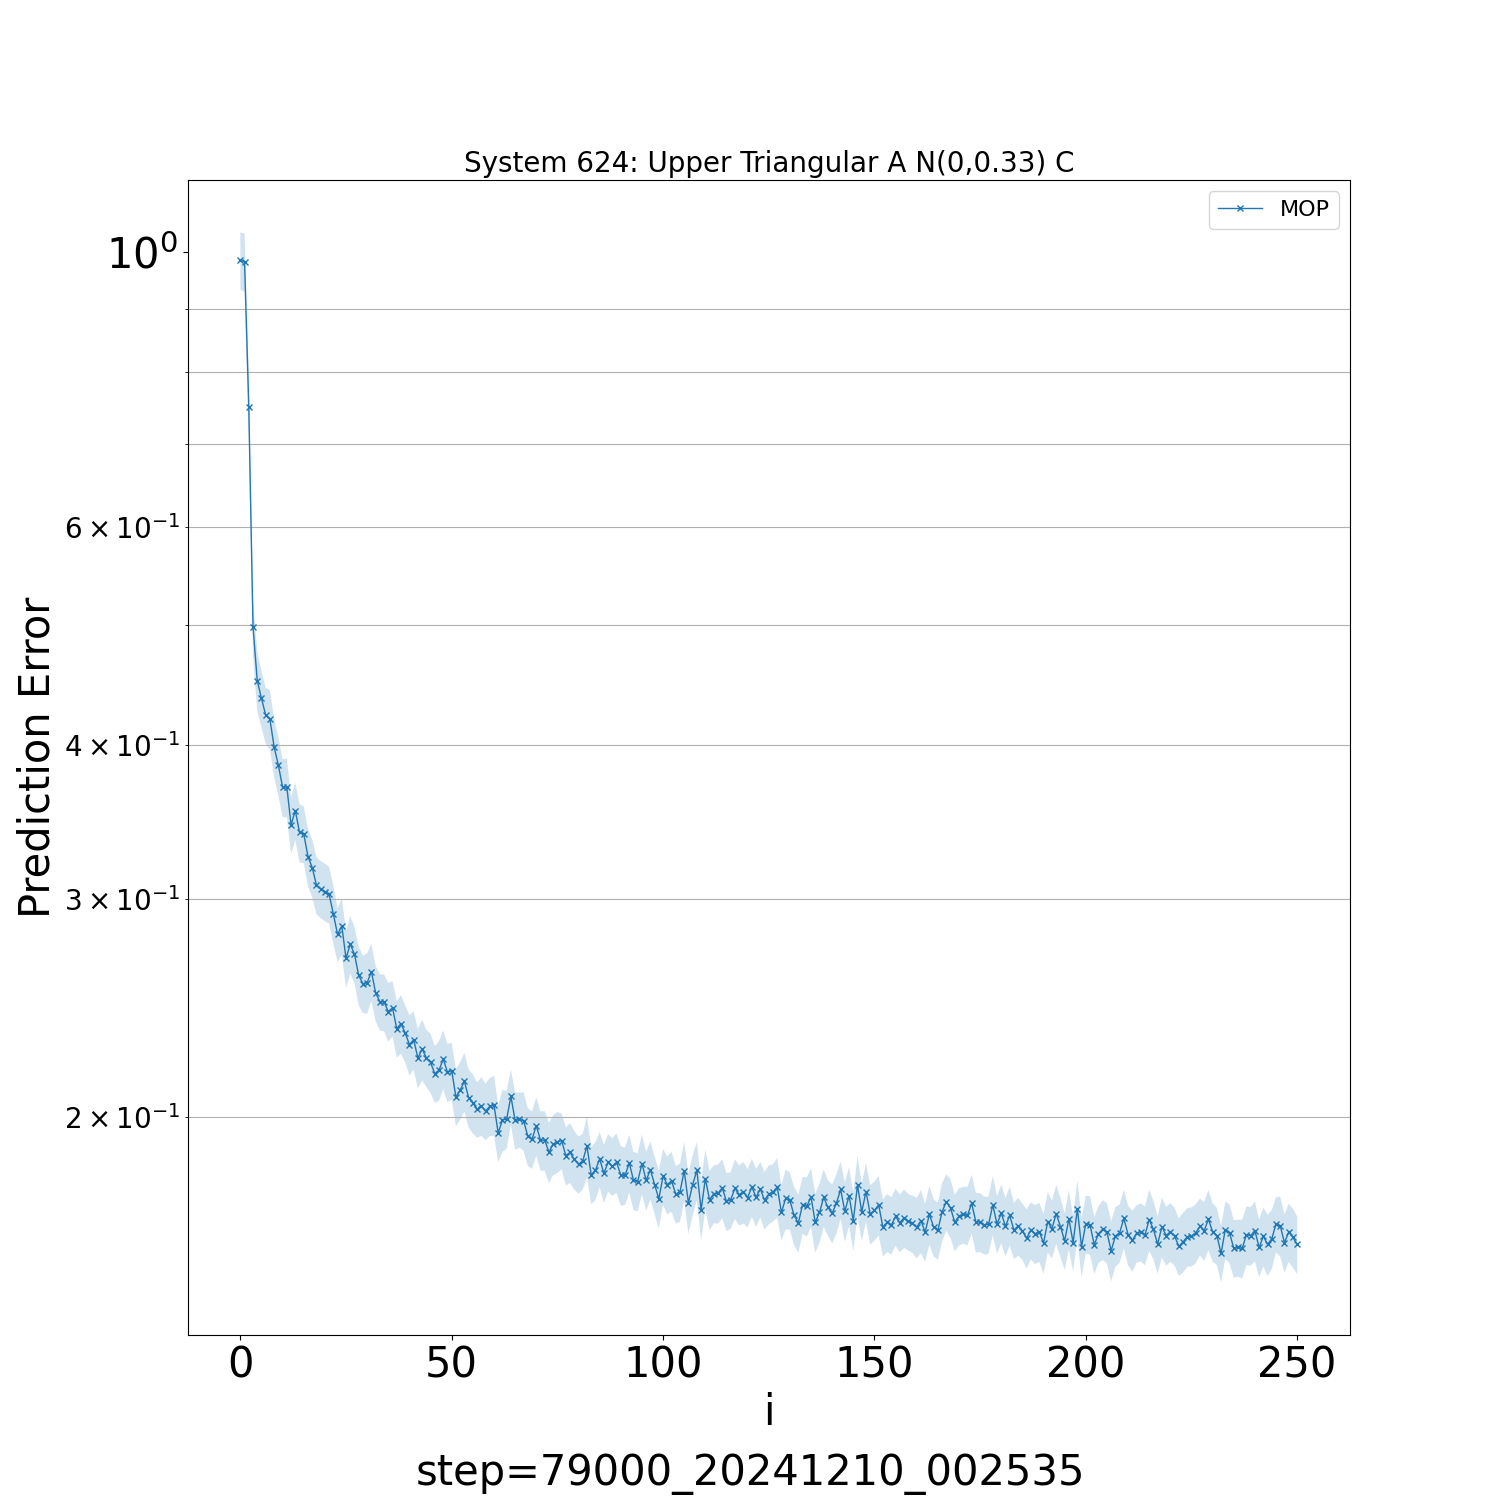 System 624: Upper Triangular A N(0,0.33) C
MOP
10⁰
6 × 10⁻¹
4 × 10⁻¹
3 × 10⁻¹
2 × 10⁻¹
Prediction Error
0 50 100 150 200 250
i
step=79000_20241210_002535